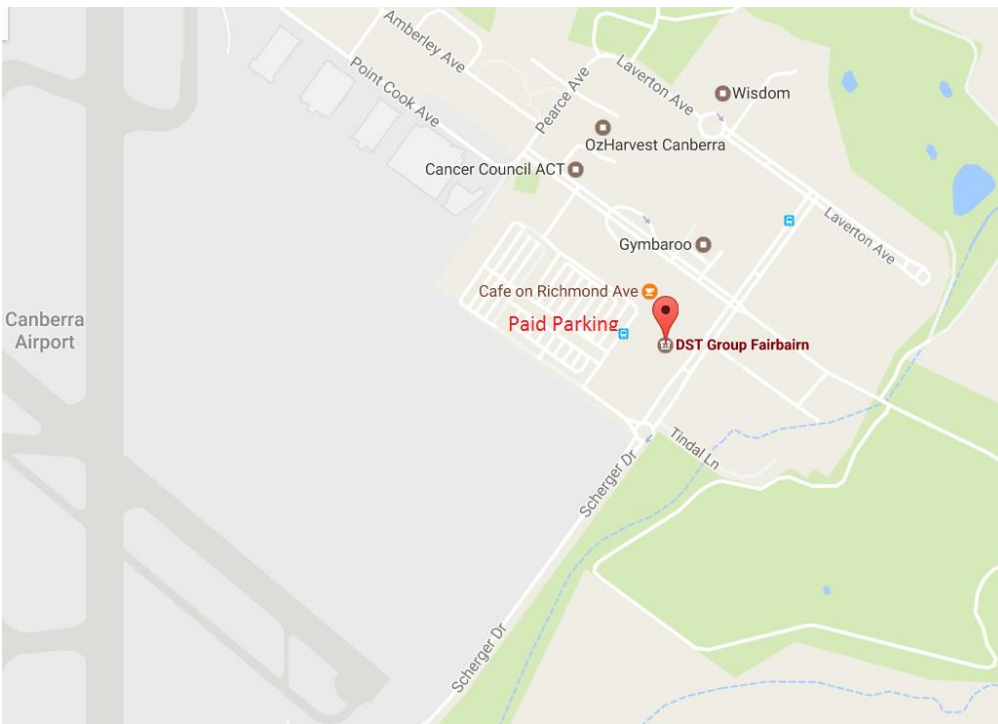 Amberley Ave
Point Cook Ave
Pearce Ave
Laverton Ave
Wisdom
OzHarvest Canberra
Cancer Council ACT
Laverton Ave
Gymbaroo
Cafe on Richmond Ave
Canberra
Airport
Paid Parking
DST Group Fairbairn
Tindal Ln
Scherger Dr
Scherger Dr